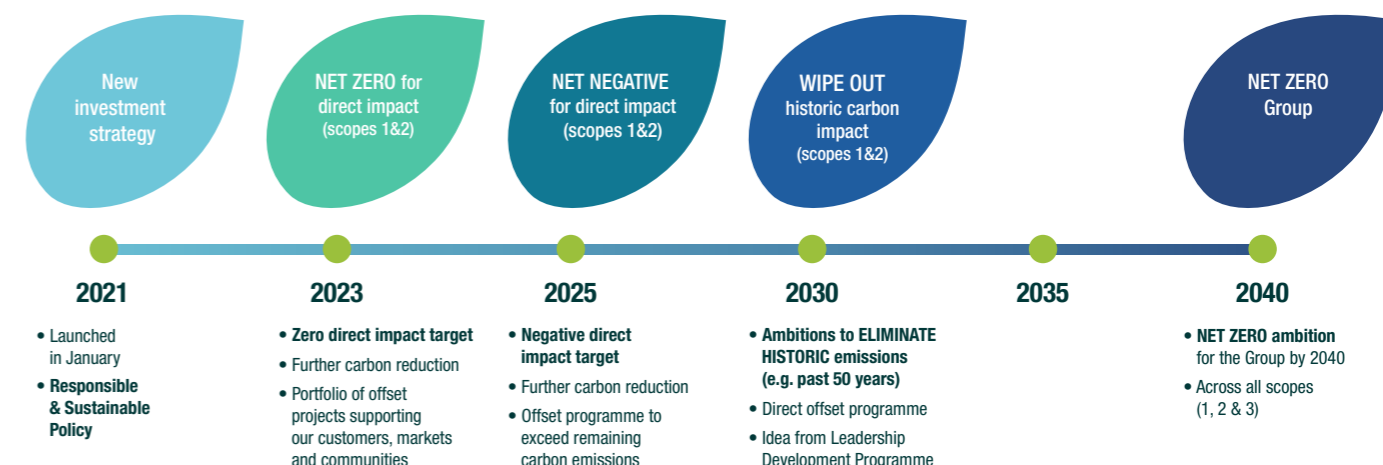 New
investment
strategy
NET ZERO for
direct impact
(scopes 1&2)
NET NEGATIVE
for direct impact
(scopes 1&2)
WIPE OUT
historic carbon
impact
(scopes 1&2)
NET ZERO
Group
2021
• Launched
in January
• Responsible
& Sustainable
Policy
2023
• Zero direct impact target
• Further carbon reduction
• Portfolio of offset
projects supporting
our customers, markets
and communities
2025
• Negative direct
impact target
• Further carbon reduction
• Offset programme to
exceed remaining
carbon emissions
2030
• Ambitions to ELIMINATE
HISTORIC emissions
(e.g. past 50 years)
• Direct offset programme
• Idea from Leadership
Development Programme
2035
2040
• NET ZERO ambition
for the Group by 2040
• Across all scopes
(1, 2 & 3)